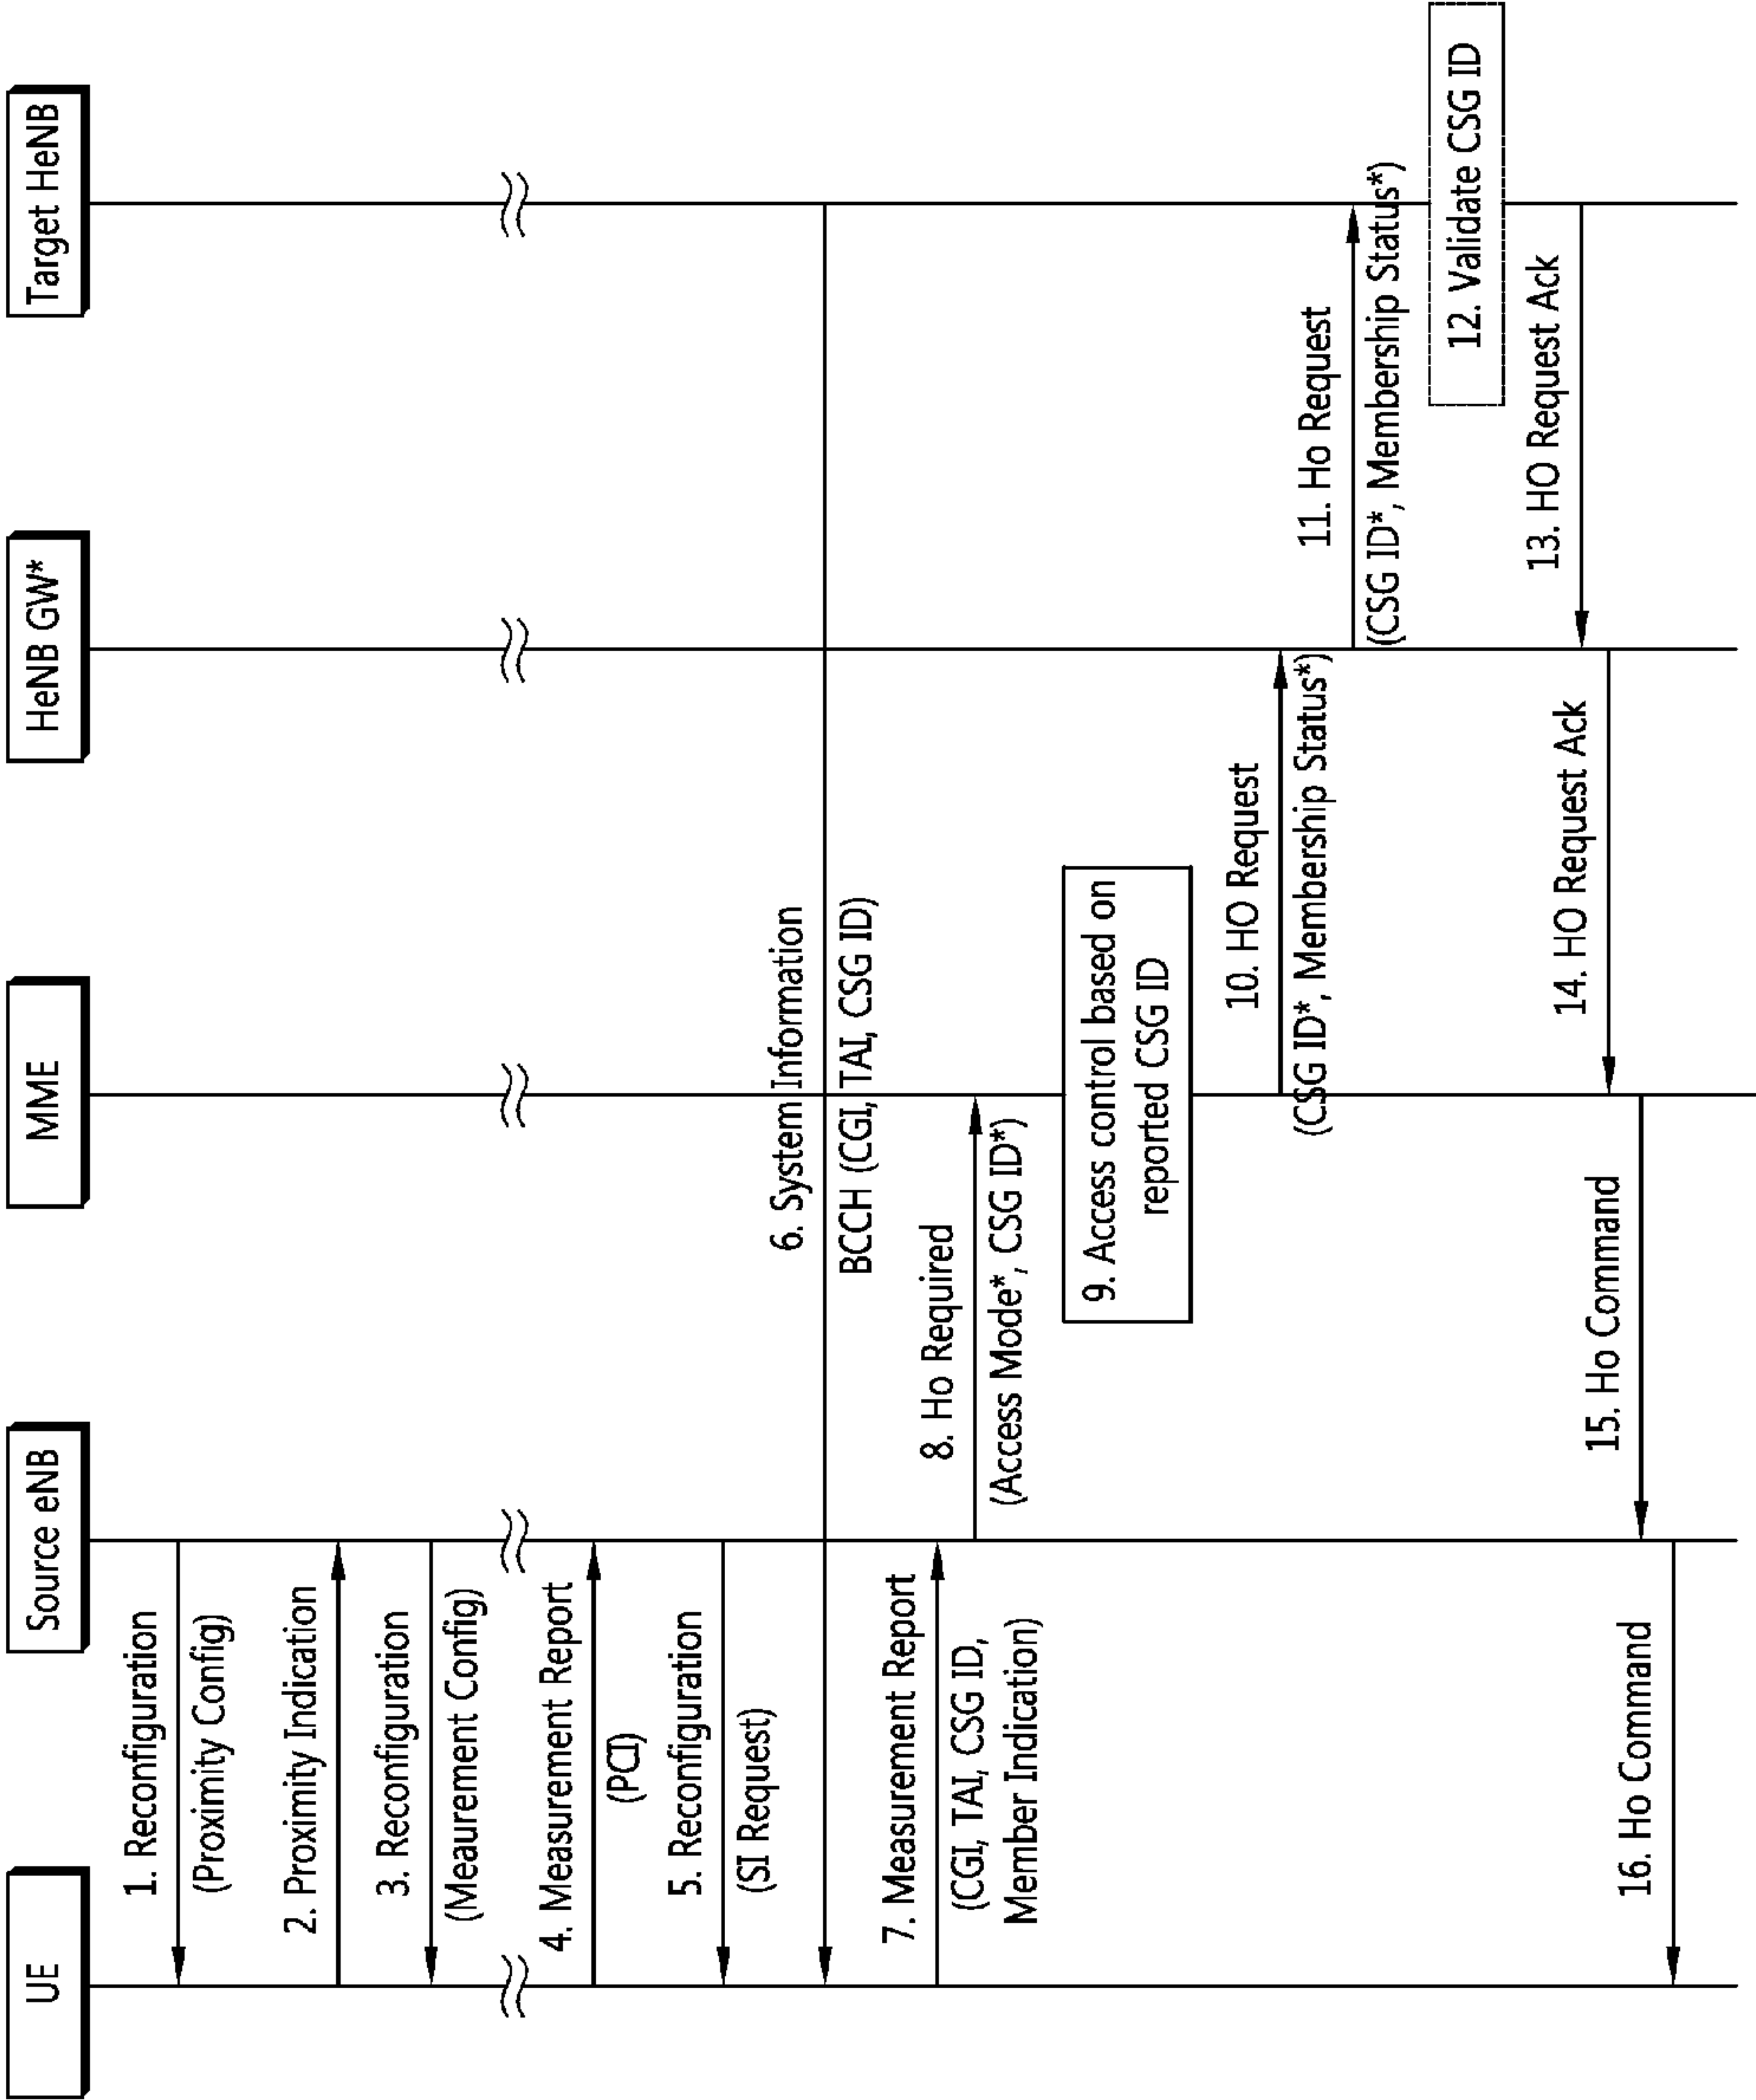 UE
Source eNB
MME
HeNB GW*
Target HeNB
1. Reconfiguration
(Proximity Config)
2. Proximity Indication
3. Reconfiguration
(Meaurement Config)
4. Measurement Report
(PCI)
5. Reconfiguration
(SI Request)
6. System Information
BCCH (CGI, TAI, CSG ID)
7. Measurement Report
(CGI, TAI, CSG ID,
Member Indication)
8. Ho Required
(Access Mode*, CSG ID*)
9. Access control based on
reported CSG ID
10. HO Request
(CSG ID*, Membership Status*)
11. Ho Request
(CSG ID*, Membership Status*)
12. Validate CSG ID
13. HO Request Ack
14. HO Request Ack
15. Ho Command
16. Ho Command